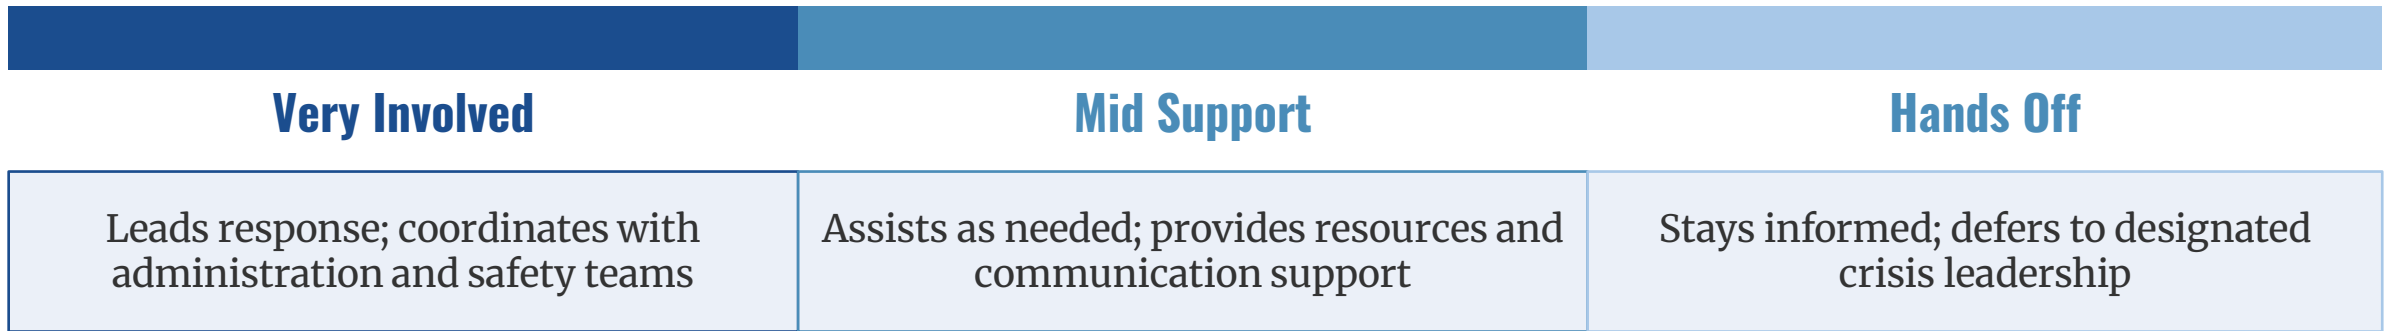 Very Involved
Mid Support
Hands Off
Leads response; coordinates with
administration and safety teams
Assists as needed; provides resources and
communication support
Stays informed; defers to designated
crisis leadership